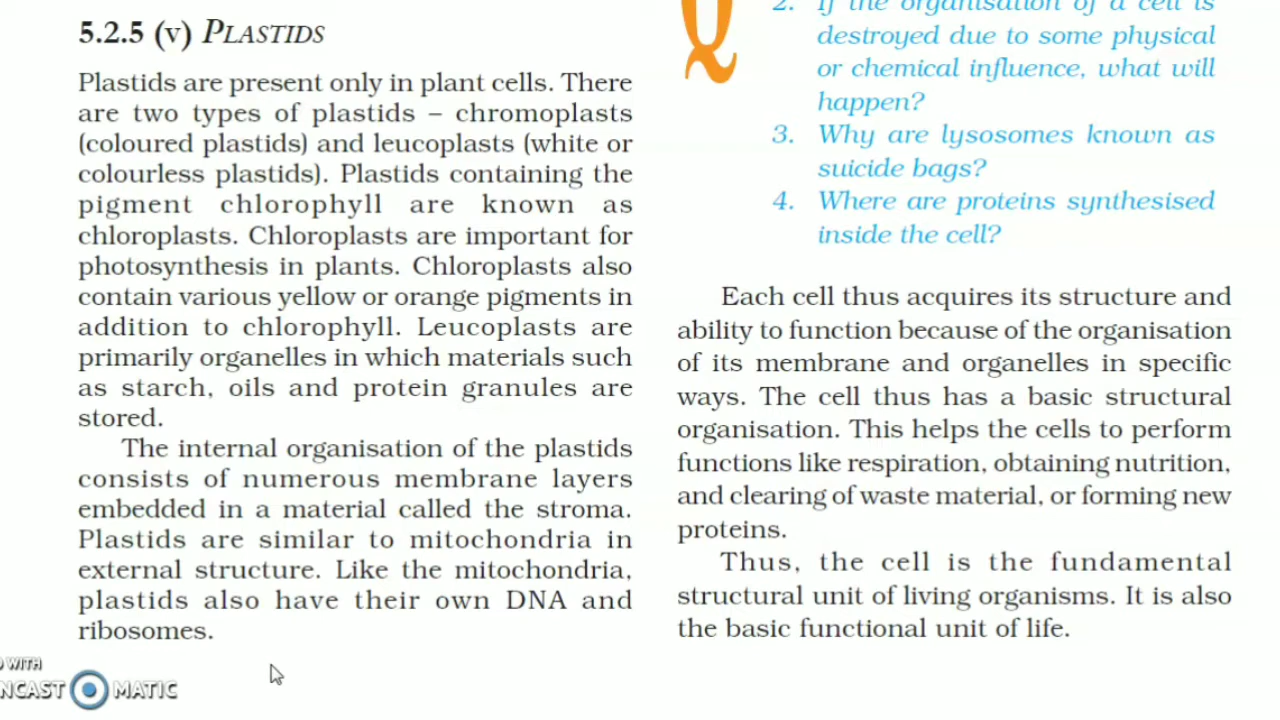 5.2.5 (v) PLASTIDS
Plastids are present only in plant cells. There
are two types of plastids – chromoplasts
(coloured plastids) and leucoplasts (white or
colourless plastids). Plastids containing the
pigment chlorophyll are known as
chloroplasts. Chloroplasts are important for
photosynthesis in plants. Chloroplasts also
contain various yellow or orange pigments in
addition to chlorophyll. Leucoplasts are
primarily organelles in which materials such
as starch, oils and protein granules are
stored.
The internal organisation of the plastids
consists of numerous membrane layers
embedded in a material called the stroma.
Plastids are similar to mitochondria in
external structure. Like the mitochondria,
plastids also have their own DNA and
ribosomes.
Q
2. If the organisation of a cell is
destroyed due to some physical
or chemical influence, what will
happen?
3. Why are lysosomes known as
suicide bags?
4. Where are proteins synthesised
inside the cell?
Each cell thus acquires its structure and
ability to function because of the organisation
of its membrane and organelles in specific
ways. The cell thus has a basic structural
organisation. This helps the cells to perform
functions like respiration, obtaining nutrition,
and clearing of waste material, or forming new
proteins.
Thus, the cell is the fundamental
structural unit of living organisms. It is also
the basic functional unit of life.
WITH
NCAST MATIC